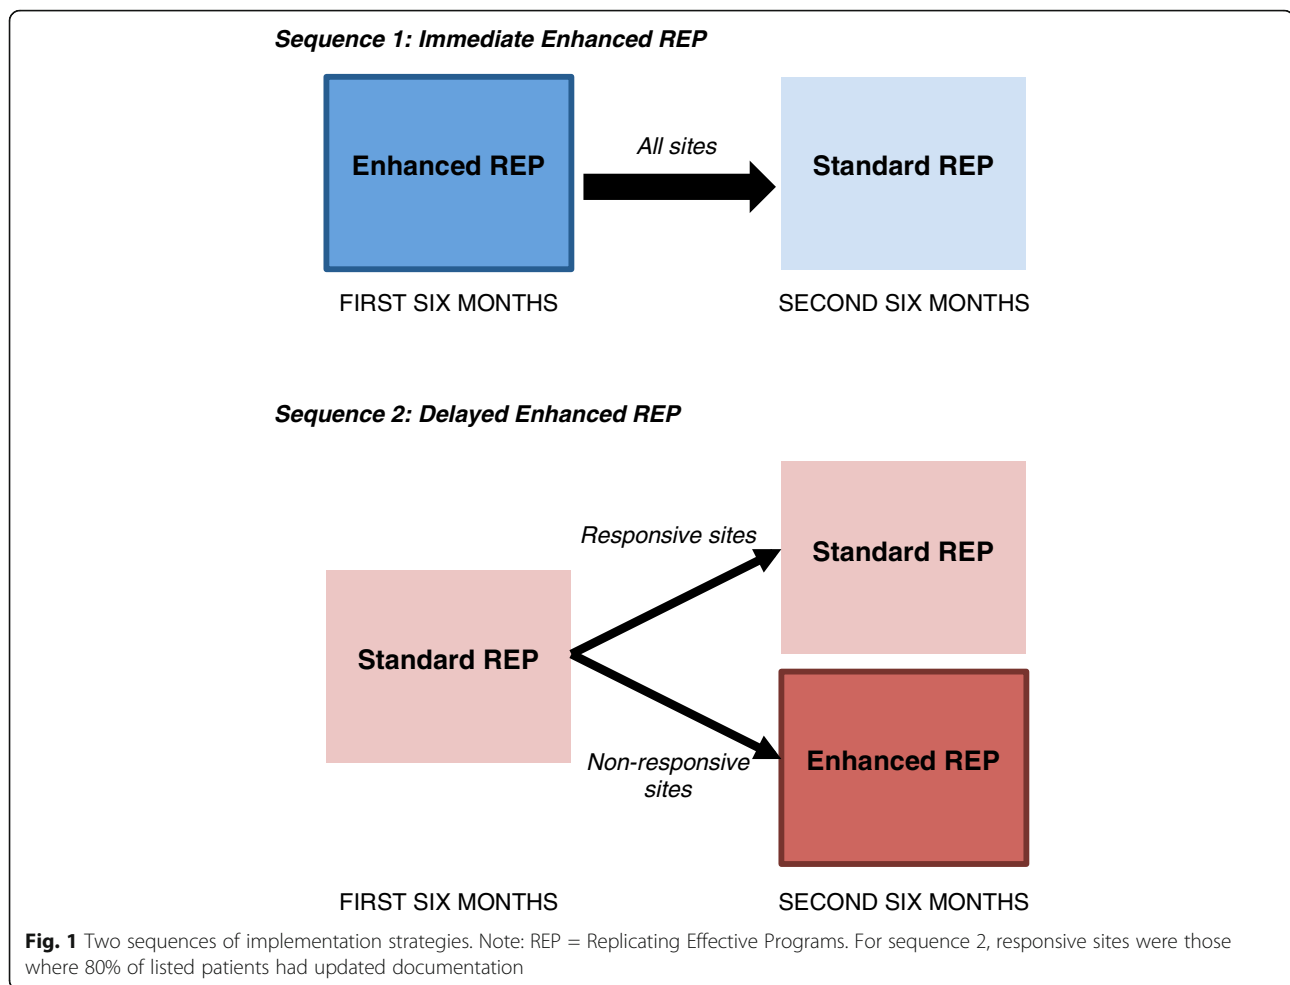 Sequence 1: Immediate Enhanced REP
Enhanced REP
All sites
Standard REP
FIRST SIX MONTHS
SECOND SIX MONTHS
Sequence 2: Delayed Enhanced REP
Standard REP
Responsive sites
Standard REP
Non-responsive
sites
Enhanced REP
FIRST SIX MONTHS
SECOND SIX MONTHS
Fig. 1 Two sequences of implementation strategies. Note: REP = Replicating Effective Programs. For sequence 2, responsive sites were those
where 80% of listed patients had updated documentation